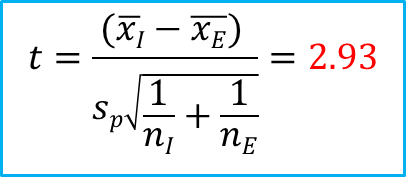 t = (x̅_I − x̅_E) / (s_p√(1/n_I + 1/n_E)) = 2.93